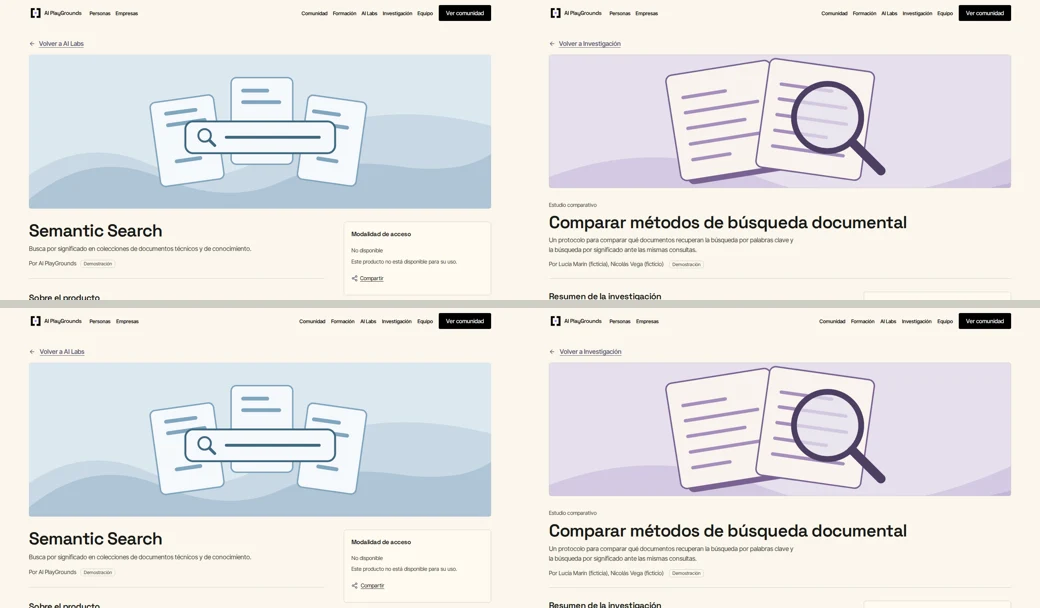 AI PlayGrounds Personas Empresas Comunidad Formación AI Labs Investigación Equipo Ver comunidad
← Volver a AI Labs
Semantic Search
Busca por significado en colecciones de documentos técnicos y de conocimiento.
Por AI PlayGrounds Demostración
Modalidad de acceso
No disponible
Este producto no está disponible para su uso.
Compartir
Sobre el producto
AI PlayGrounds Personas Empresas Comunidad Formación AI Labs Investigación Equipo Ver comunidad
← Volver a Investigación
Estudio comparativo
Comparar métodos de búsqueda documental
Un protocolo para comparar qué documentos recuperan la búsqueda por palabras clave y
la búsqueda por significado ante las mismas consultas.
Por Lucía Marín (ficticia), Nicolás Vega (ficticio) Demostración
Resumen de la investigación
AI PlayGrounds Personas Empresas Comunidad Formación AI Labs Investigación Equipo Ver comunidad
← Volver a AI Labs
Semantic Search
Busca por significado en colecciones de documentos técnicos y de conocimiento.
Por AI PlayGrounds Demostración
Modalidad de acceso
No disponible
Este producto no está disponible para su uso.
Compartir
Sobre el producto
AI PlayGrounds Personas Empresas Comunidad Formación AI Labs Investigación Equipo Ver comunidad
← Volver a Investigación
Estudio comparativo
Comparar métodos de búsqueda documental
Un protocolo para comparar qué documentos recuperan la búsqueda por palabras clave y
la búsqueda por significado ante las mismas consultas.
Por Lucía Marín (ficticia), Nicolás Vega (ficticio) Demostración
Resumen de la investigación